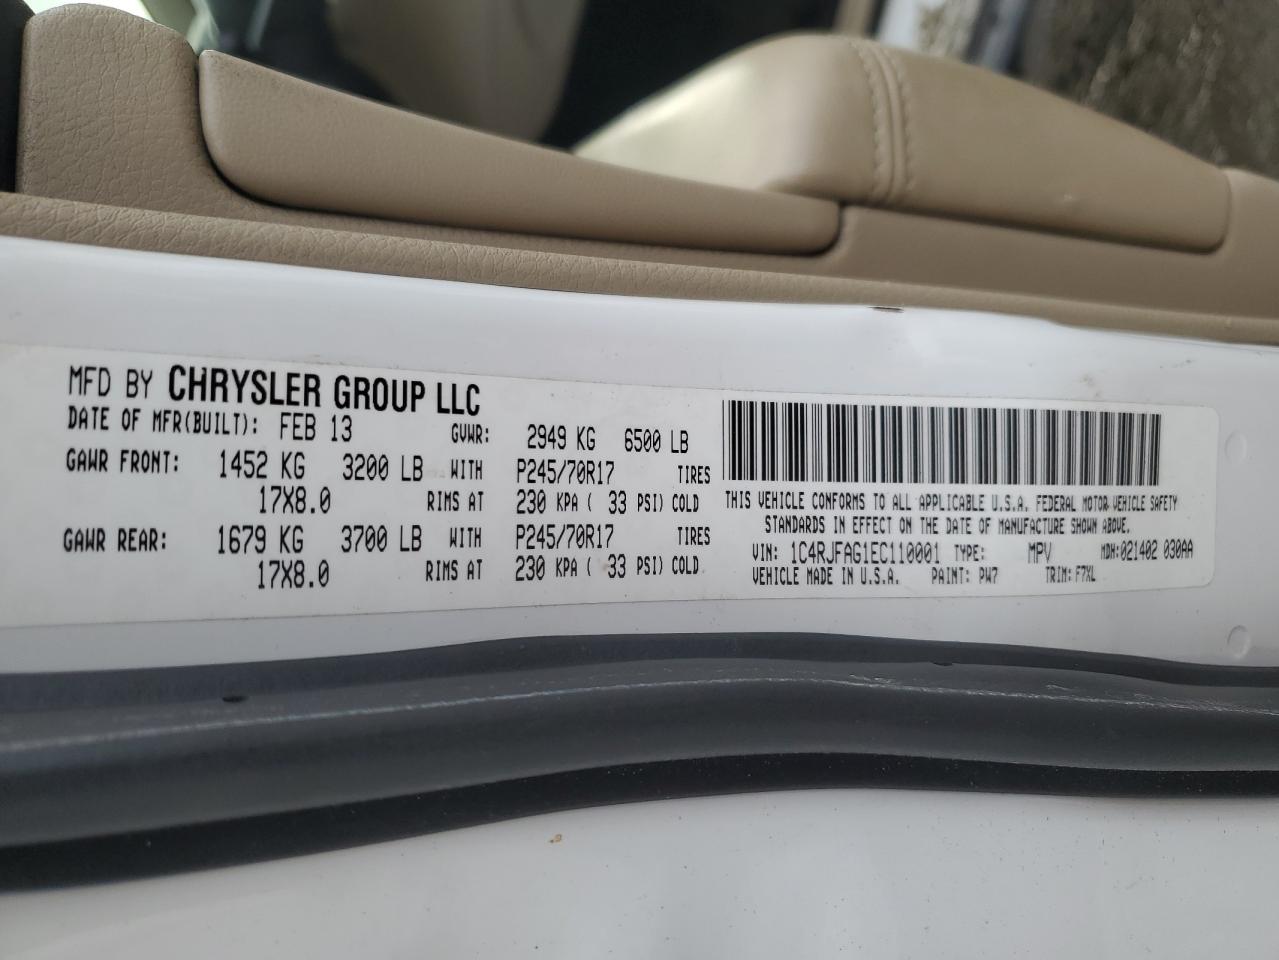 MFD BY CHRYSLER GROUP LLC
DATE OF MFR(BUILT): FEB 13 GVWR: 2949 KG 6500 LB
GAWR FRONT: 1452 KG 3200 LB WITH P245/70R17 TIRES
17X8.0 RIMS AT 230 KPA ( 33 PSI) COLD
GAWR REAR: 1679 KG 3700 LB WITH P245/70R17 TIRES
17X8.0 RIMS AT 230 KPA ( 33 PSI) COLD
THIS VEHICLE CONFORMS TO ALL APPLICABLE U.S.A. FEDERAL MOTOR VEHICLE SAFETY
STANDARDS IN EFFECT ON THE DATE OF MANUFACTURE SHOWN ABOVE.
VIN: 1C4RJFAG1EC110001 TYPE: MPV MDH:021402 030AA
VEHICLE MADE IN U.S.A. PAINT: PW7 TRIM: F7XL